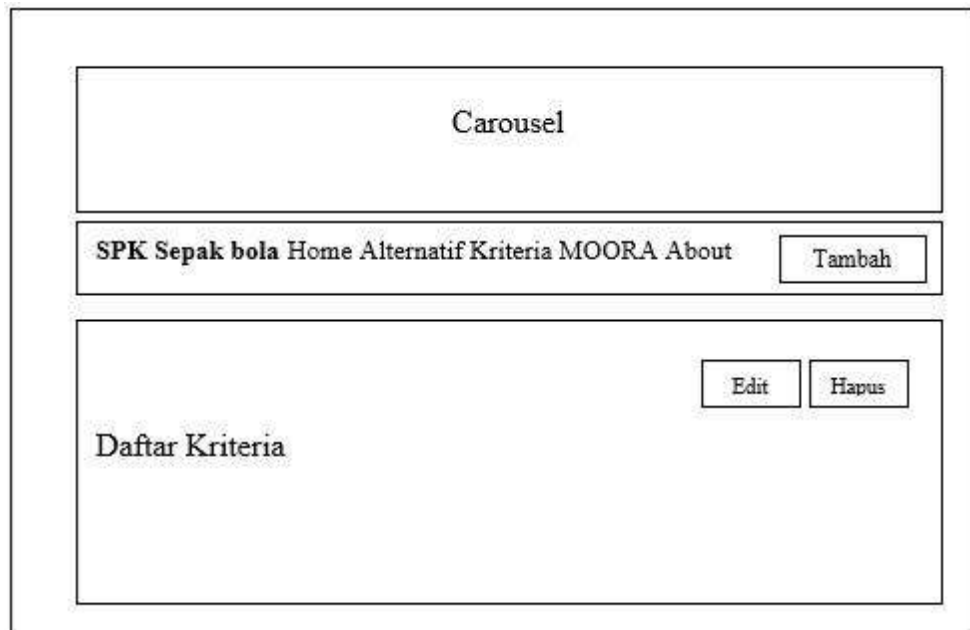 Carousel
SPK Sepak bola Home Alternatif Kriteria MOORA About
Tambah
Edit
Hapus
Daftar Kriteria